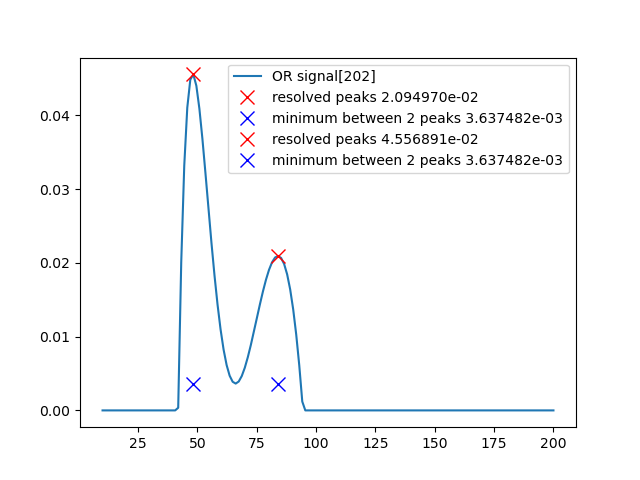 OR signal[202]
resolved peaks 2.094970e-02
minimum between 2 peaks 3.637482e-03
resolved peaks 4.556891e-02
minimum between 2 peaks 3.637482e-03
0.04
0.03
0.02
0.01
0.00
25 50 75 100 125 150 175 200